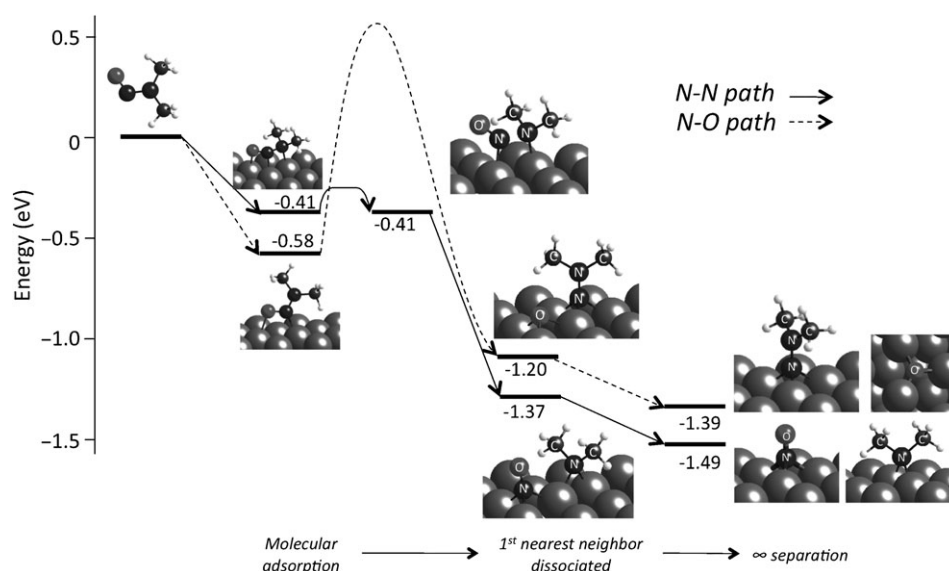 0.5
N-N path
N-O path
0
-0.41
-0.58
-0.41
−0.5
Energy (eV)
−1.0
-1.20
-1.37
-1.39
-1.49
−1.5
O
N
C
C
N
C
C
N
N
O
C
C
N
N
O
O
N
C
C
N
O
N
C
C
N
Molecular
adsorption
1st nearest neighbor
dissociated
∞ separation